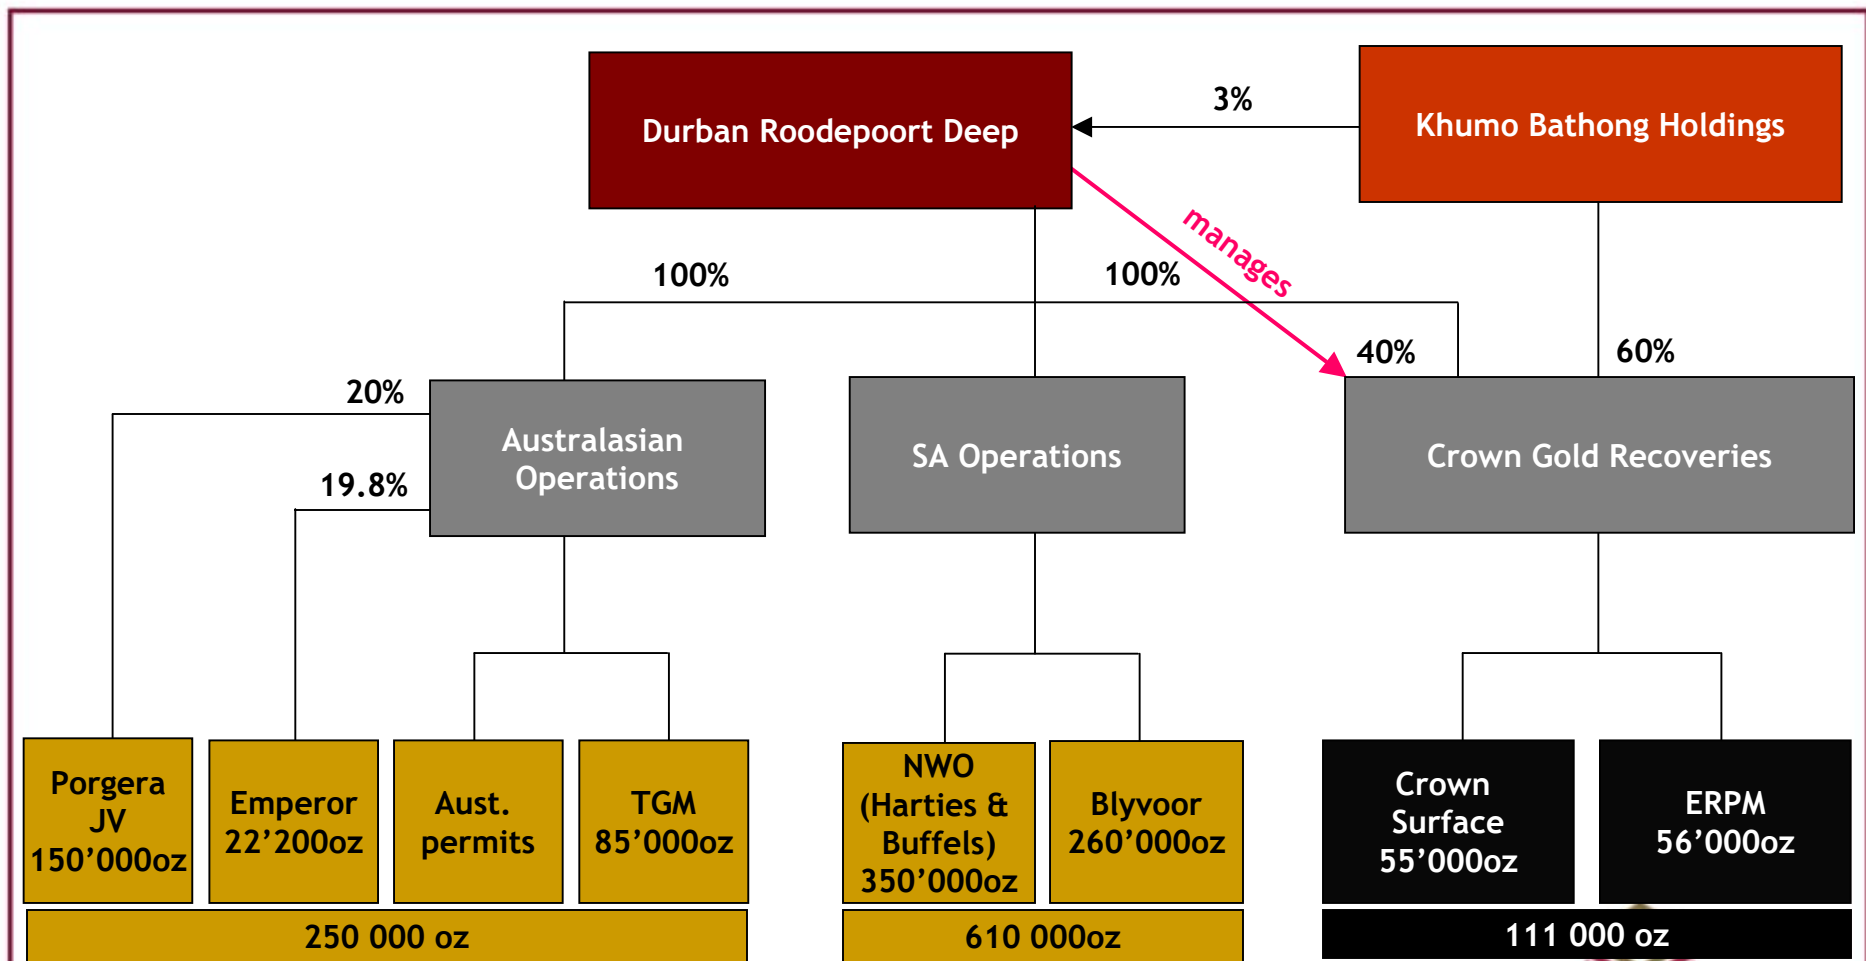 Durban Roodepoort Deep
3%
Khumo Bathong Holdings
manages
100%
100%
40%
60%
20%
19.8%
Australasian
Operations
SA Operations
Crown Gold Recoveries
Porgera
JV
150’000oz
Emperor
22’200oz
Aust.
permits
TGM
85’000oz
NWO
(Harties &
Buffels)
350’000oz
Blyvoor
260’000oz
Crown
Surface
55’000oz
ERPM
56’000oz
250 000 oz
610 000oz
111 000 oz